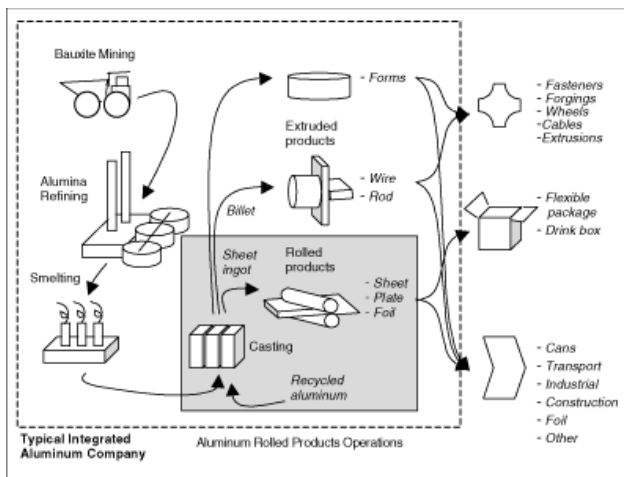 Bauxite Mining
- Forms
- Fasteners
- Forgings
- Wheels
-Cables
-Extrusions
Extruded
products
Alumina
Refining
- Wire
- Rod
Billet
- Flexible
package
- Drink box
Smelting
Sheet
ingot
Rolled
products
- Sheet
- Plate
- Foil
Casting
Recycled
aluminum
- Cans
- Transport
- Industrial
- Construction
- Foil
- Other
Typical Integrated
Aluminum Company
Aluminum Rolled Products Operations